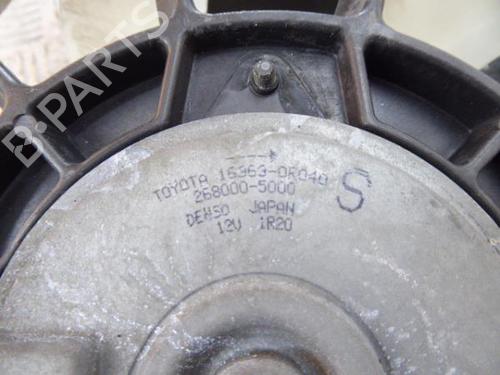 TOYOTA 16363-0R040
268000-5000
DENSO JAPAN
12V 1R20
S
B-PARTS